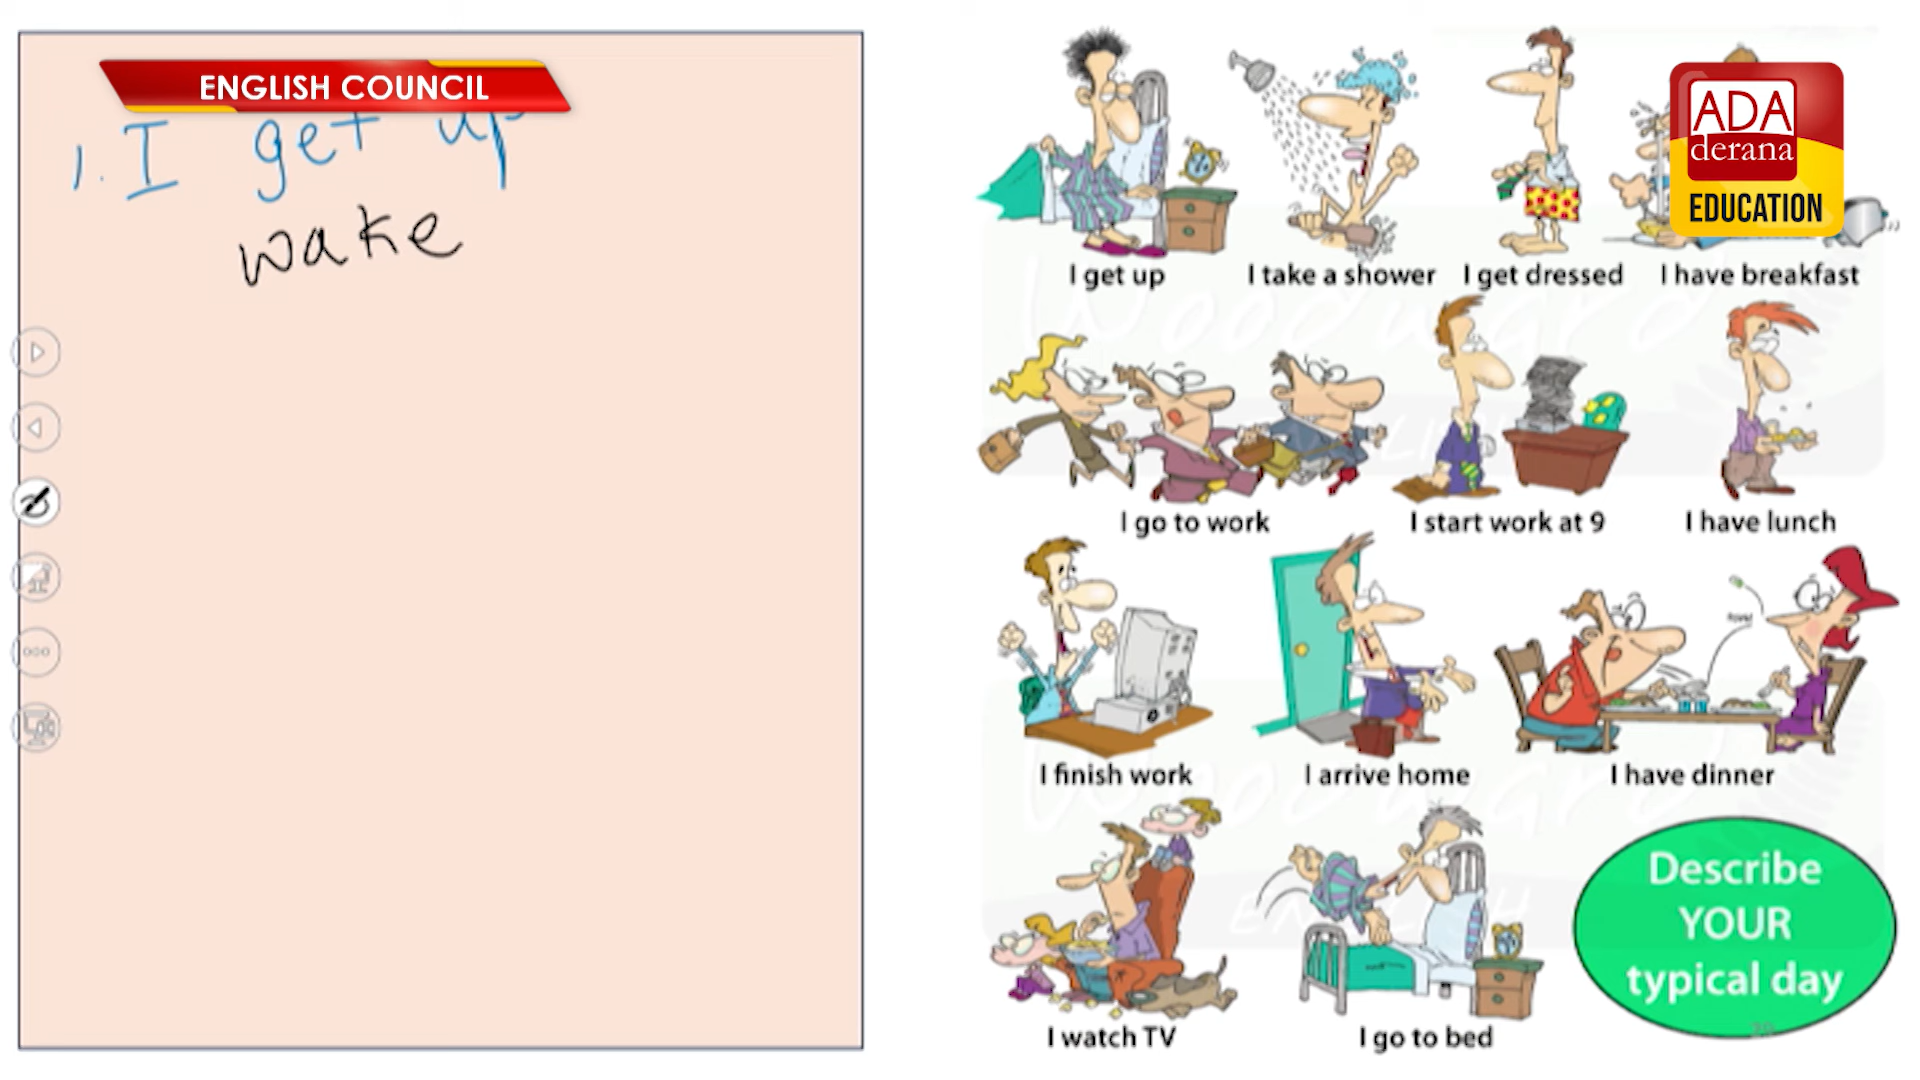 ENGLISH COUNCIL
1. I get up
wake
ADA
derana
EDUCATION
I get up
I take a shower
I get dressed
I have breakfast
I go to work
I start work at 9
I have lunch
I finish work
I arrive home
I have dinner
I watch TV
I go to bed
Describe
YOUR
typical day
Woodward
ENGLISH